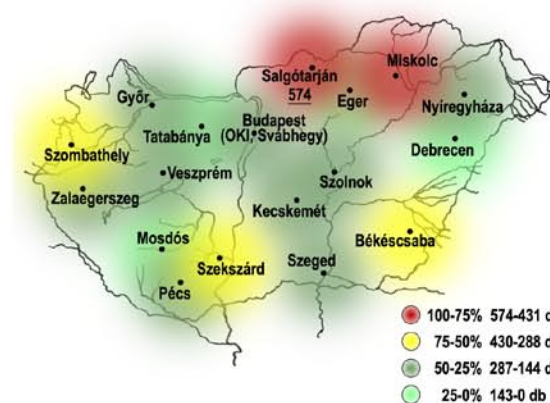 Miskolc
Salgótarján
574
Eger
Győr
Nyíregyháza
Budapest
(OKI, Svábhegy)
Tatabánya
Debrecen
Szombathely
Veszprém
Szolnok
Zalaegerszeg
Kecskemét
Mosdós
Békéscsaba
Szekszárd
Szeged
Pécs
100-75% 574-431 d
75-50% 430-288 d
50-25% 287-144 d
25-0% 143-0 db